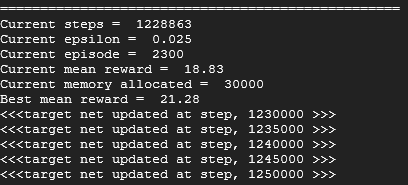 ==================================================
Current steps =  1228863
Current epsilon =  0.025
Current episode =  2300
Current mean reward =  18.83
Current memory allocated =  30000
Best mean reward =  21.28
<<<target net updated at step, 1230000 >>>
<<<target net updated at step, 1235000 >>>
<<<target net updated at step, 1240000 >>>
<<<target net updated at step, 1245000 >>>
<<<target net updated at step, 1250000 >>>